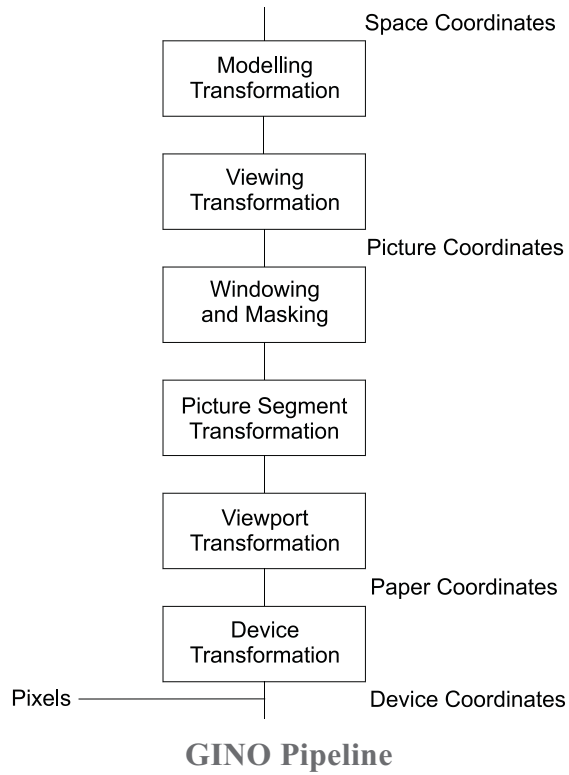 Space Coordinates
Modelling
Transformation
Viewing
Transformation
Picture Coordinates
Windowing
and Masking
Picture Segment
Transformation
Viewport
Transformation
Paper Coordinates
Device
Transformation
Pixels
Device Coordinates
GINO Pipeline